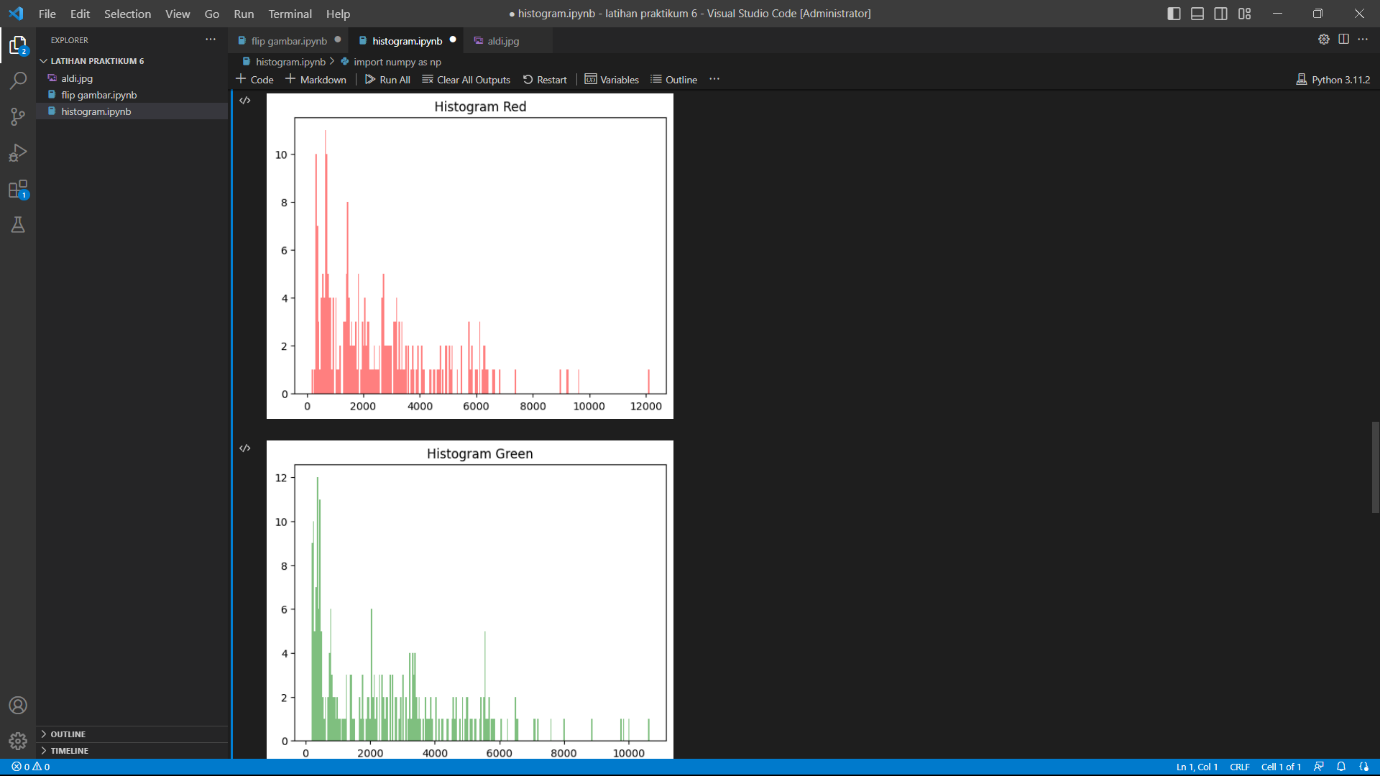 File Edit Selection View Go Run Terminal Help
● histogram.ipynb - latihan praktikum 6 - Visual Studio Code [Administrator]
EXPLORER ···
flip gambar.ipynb ● histogram.ipynb ● aldi.jpg
2
LATIHAN PRAKTIKUM 6
histogram.ipynb > import numpy as np
aldi.jpg
+ Code + Markdown Run All Clear All Outputs Restart Variables Outline ··· Python 3.11.2
flip gambar.ipynb
histogram.ipynb
1
Histogram Red
10
8
6
4
2
0
0 2000 4000 6000 8000 10000 12000
Histogram Green
12
10
8
6
4
2
0
0 2000 4000 6000 8000 10000
OUTLINE
TIMELINE
0 0 Ln 1, Col 1 CRLF Cell 1 of 1